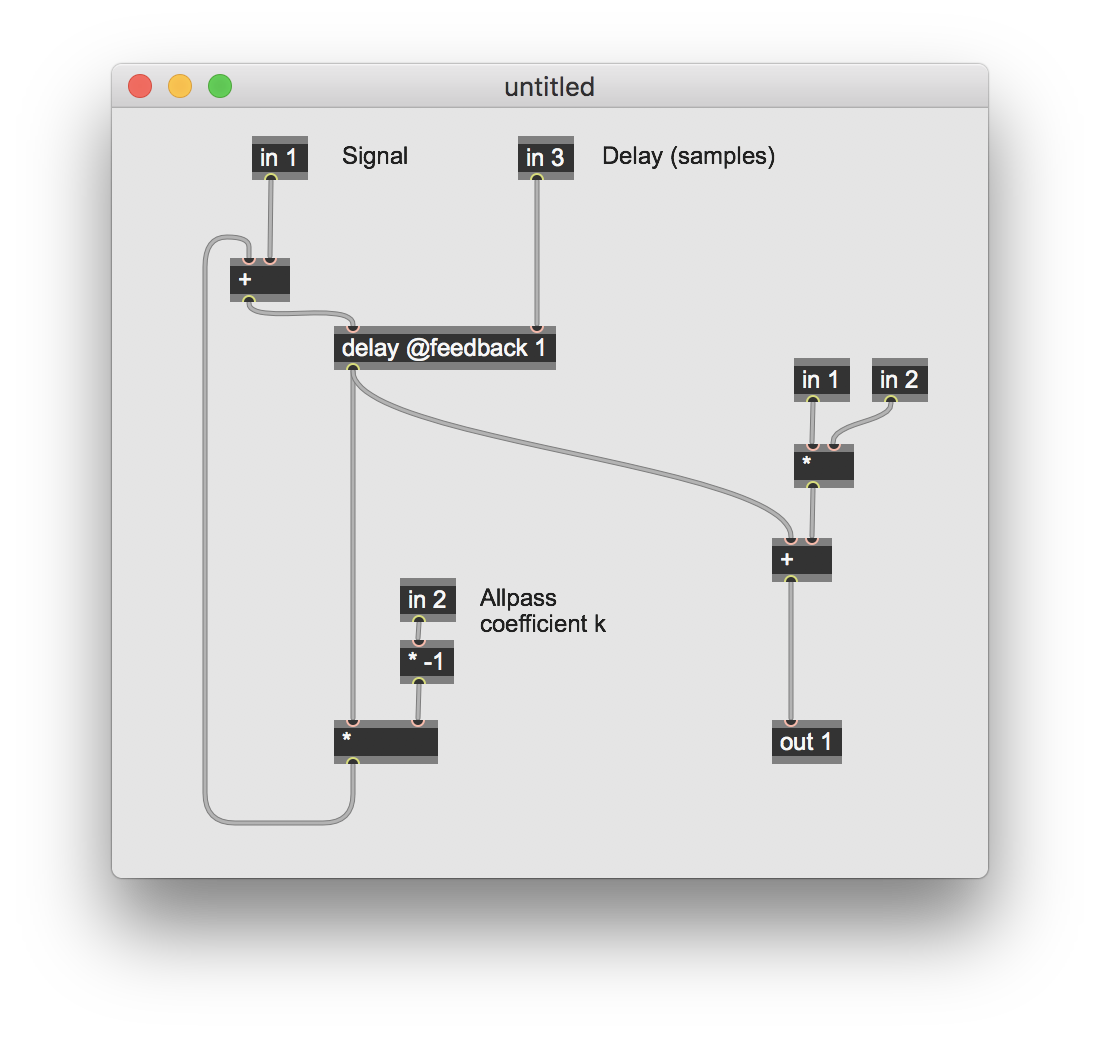 untitled
in 1
Signal
in 3
Delay (samples)
+
delay @feedback 1
in 1
in 2
*
+
in 2
Allpass
coefficient k
* -1
*
out 1